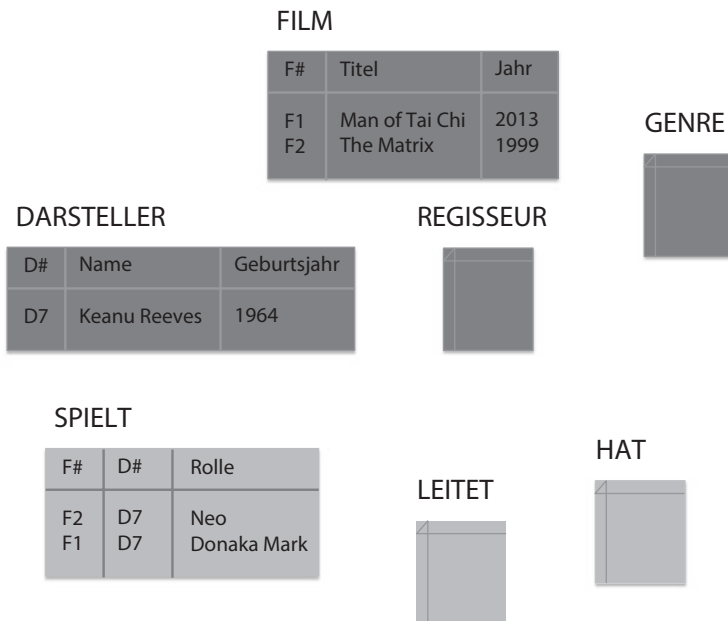 FILM
F# Titel Jahr
F1 Man of Tai Chi 2013
F2 The Matrix 1999
GENRE
DARSTELLER
D# Name Geburtsjahr
D7 Keanu Reeves 1964
REGISSEUR
SPIELT
F# D# Rolle
F2 D7 Neo
F1 D7 Donaka Mark
LEITET
HAT